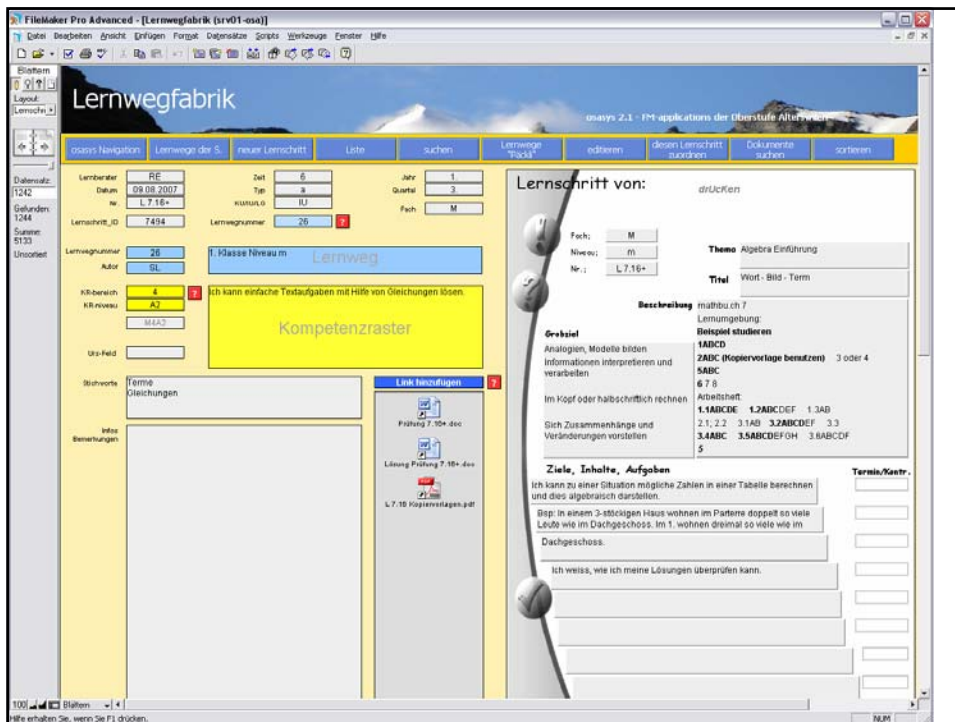 FileMaker Pro Advanced - [Lernwegfabrik (srv01-osa)]
Datei Bearbeiten Ansicht Einfügen Format Datensätze Scripts Werkzeuge Fenster Hilfe
Blättern
Layout:
Lernschri
Datensatz:
1242
Gefunden:
1244
Summe:
5133
Unsortiert
Lernwegfabrik
osasys 2.1 - FM-applications der Oberstufe Alterswilen
osasys Navigation
Lernwege der S.
neuer Lernschritt
Liste
suchen
Lernwege "Päckli"
editieren
diesen Lernschritt zuordnen
Dokumente suchen
sortieren
Lernberater RE Zeit 6 Jahr 1.
Datum 09.08.2007 Typ a Quartal 3.
Nr. L 7.16+ IU Fach M
Lernschritt_ID 7494 Lernwegnummer 26 ?
Lernwegnummer 26
Autor SL
1. Klasse Niveau m
Lernweg
KR-bereich 4 ?
KR-niveau A2
M4A2
Ich kann einfache Textaufgaben mit Hilfe von Gleichungen lösen.
Kompetenzraster
Urs-Feld
Stichworte
Terme
Gleichungen
Infos
Bemerkungen
Link hinzufügen ?
Prüfung 7.16+.doc
Lösung Prüfung 7.16+.doc
L 7.16 Kopiervorlagen.pdf
Lernschritt von:
drUcKen
Fach: M
Niveau: m
Nr.: L 7.16+
Thema Algebra Einführung
Titel Wort - Bild - Term
Beschreibung mathbu.ch 7
Lernumgebung:
Beispiel studieren
1ABCD
2ABC (Kopiervorlage benutzen) 3 oder 4
5ABC
6 7 8
Arbeitsheft:
1.1ABCDE 1.2ABCDEF 1.3AB
2.1; 2.2 3.1AB 3.2ABCDEF 3.3
3.4ABC 3.5ABCDEFGH 3.6ABCDF
5
Grobziel
Analogien, Modelle bilden
Informationen interpretieren und
verarbeiten
Im Kopf oder halbschriftlich rechnen
Sich Zusammenhänge und
Veränderungen vorstellen
Ziele, Inhalte, Aufgaben
Termin/Kontr.
Ich kann zu einer Situation mögliche Zahlen in einer Tabelle berechnen
und dies algebraisch darstellen.
Bsp: In einem 3-stöckigen Haus wohnen im Parterre doppelt so viele
Leute wie im Dachgeschoss. Im 1. wohnen dreimal so viele wie im
Dachgeschoss.
Ich weiss, wie ich meine Lösungen überprüfen kann.
100 Blättern
Hilfe erhalten Sie, wenn Sie F1 drücken.
NUM